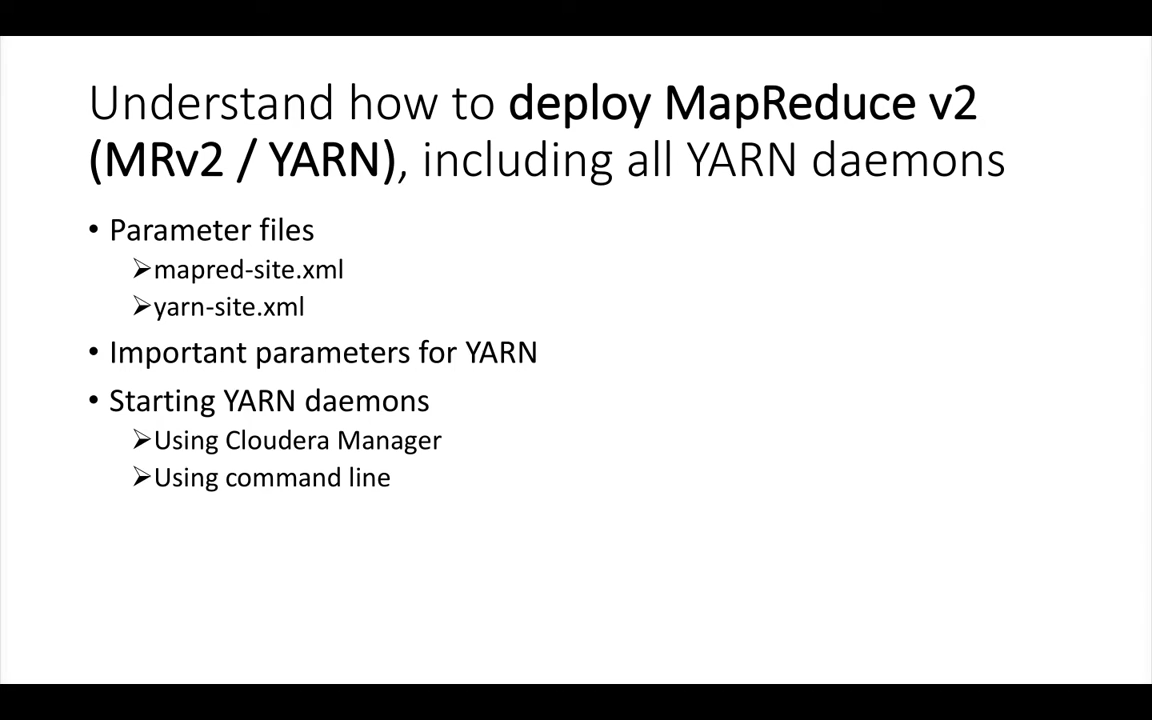 Understand how to deploy MapReduce v2
(MRv2 / YARN), including all YARN daemons
• Parameter files
➢mapred-site.xml
➢yarn-site.xml
• Important parameters for YARN
• Starting YARN daemons
➢Using Cloudera Manager
➢Using command line